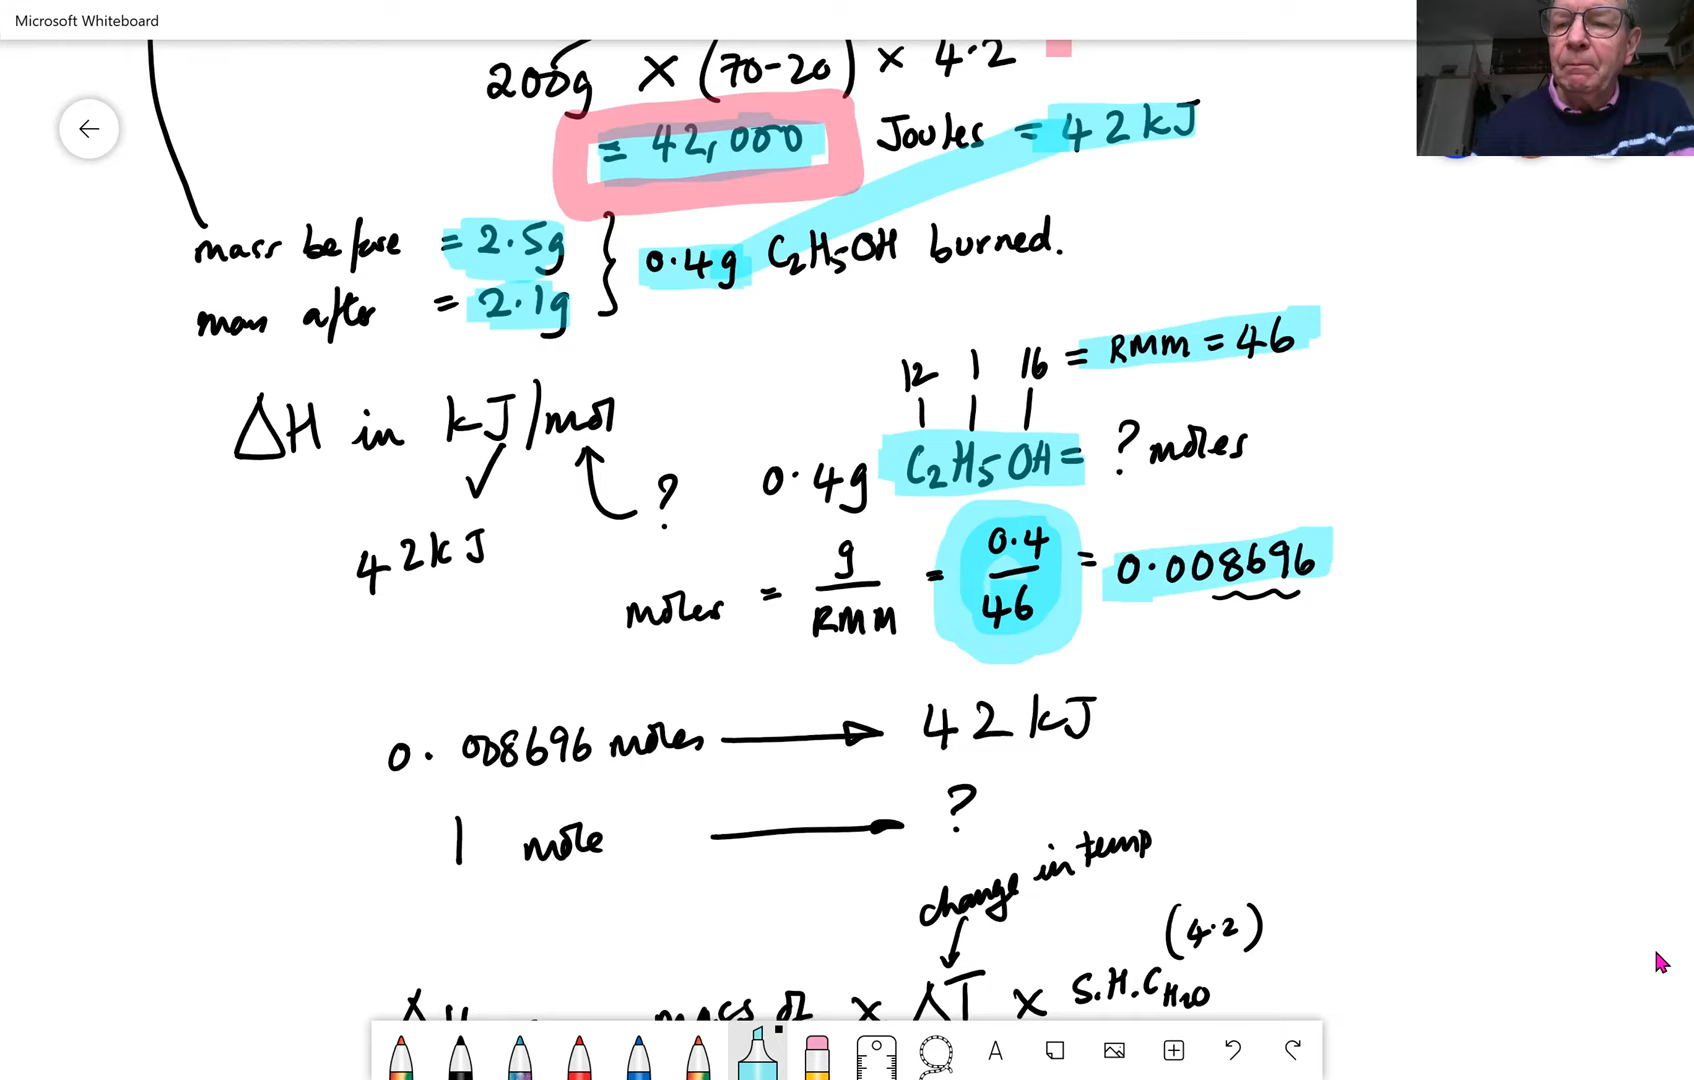 Microsoft Whiteboard
200g × (70-20) × 4.2
= 42,000 Joules = 42kJ
mass before = 2.5g
mass after = 2.1g
0.4g C₂H₅OH burned.
12 1 16 = RMM = 46
ΔH in kJ/mol
0.4g C₂H₅OH = ? moles
?
42kJ
moles = g/RMM = 0.4/46 = 0.008696
0.008696 moles → 42 kJ
1 mole → ?
change in temp
(4.2)
mass of × ΔT × S.H.C H₂O
A